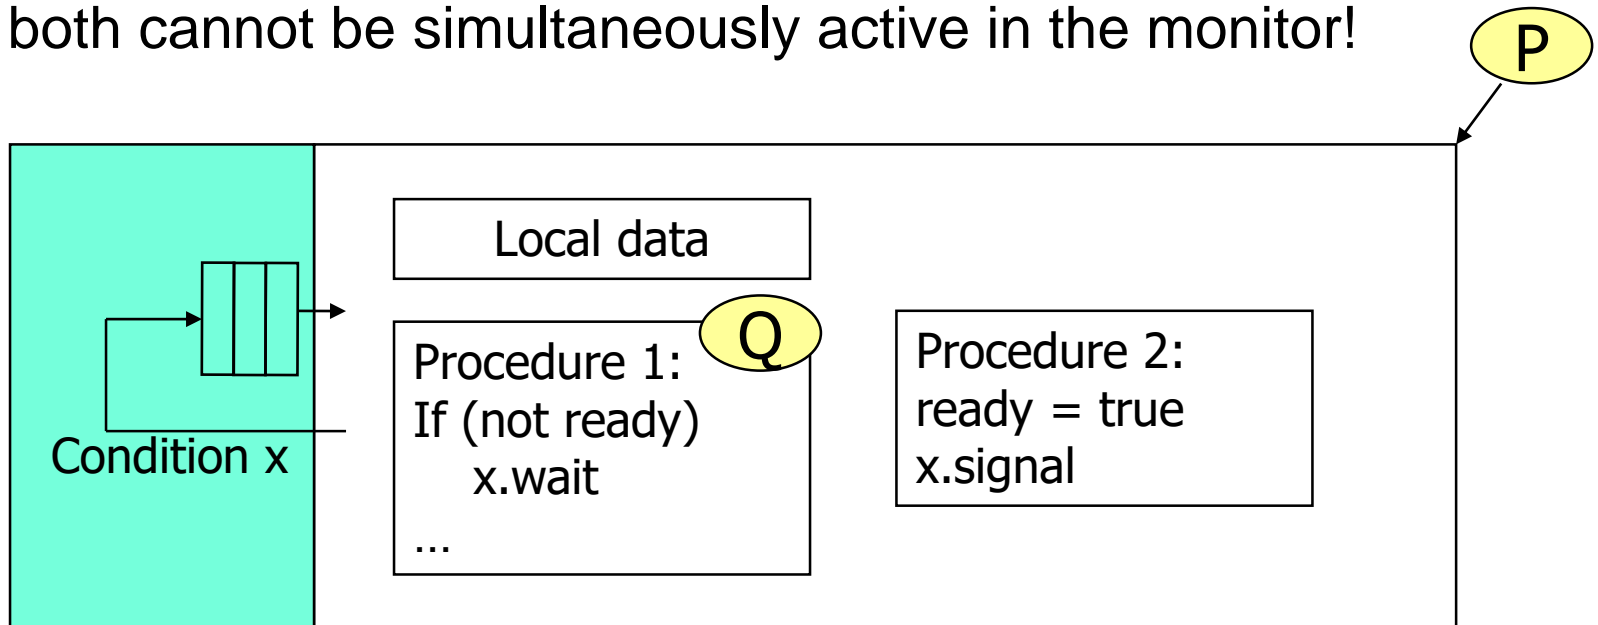 both cannot be simultaneously active in the monitor!
P
Local data
Q
Procedure 1:
If (not ready)
x.wait
…
Procedure 2:
ready = true
x.signal
Condition x